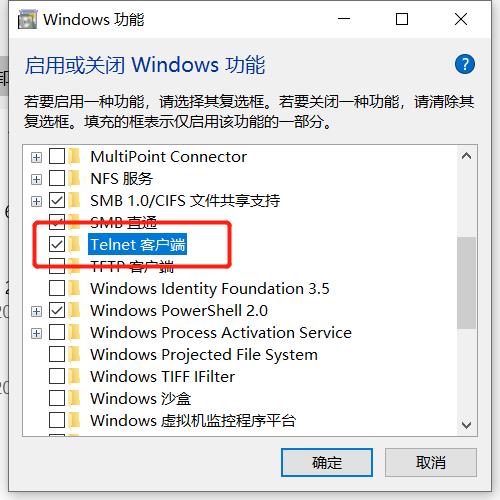 Windows 功能
启用或关闭 Windows 功能
若要启用一种功能，请选择其复选框。若要关闭一种功能，请清除其
复选框。填充的框表示仅启用该功能的一部分。
MultiPoint Connector
NFS 服务
SMB 1.0/CIFS 文件共享支持
SMB 直通
Telnet 客户端
TFTP 客户端
Windows Identity Foundation 3.5
Windows PowerShell 2.0
Windows Process Activation Service
Windows Projected File System
Windows TIFF IFilter
Windows 沙盒
Windows 虚拟机监控程序平台
确定
取消